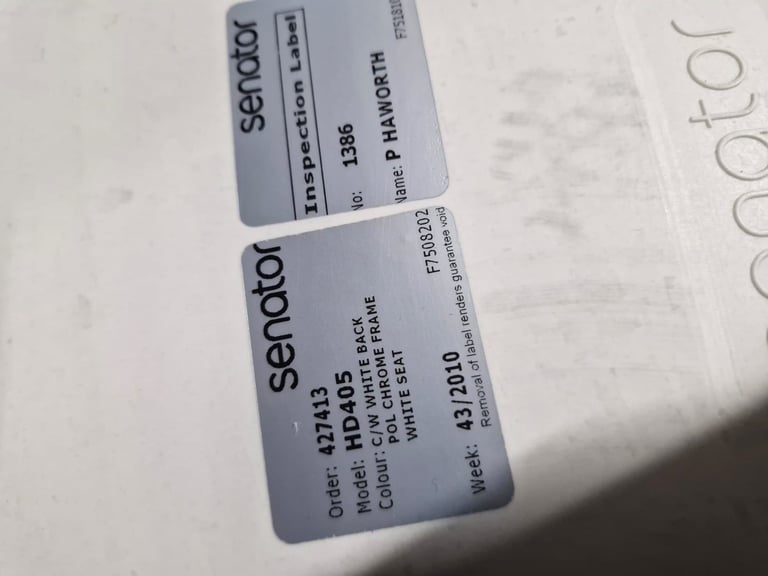 senator
Inspection Label
No: 1386
Name: P HAWORTH
senator
Order: 427413
Model: HD405
Colour: C/W WHITE BACK
POL CHROME FRAME
WHITE SEAT
F7508202
Week: 43/2010
Removal of label renders guarantee void